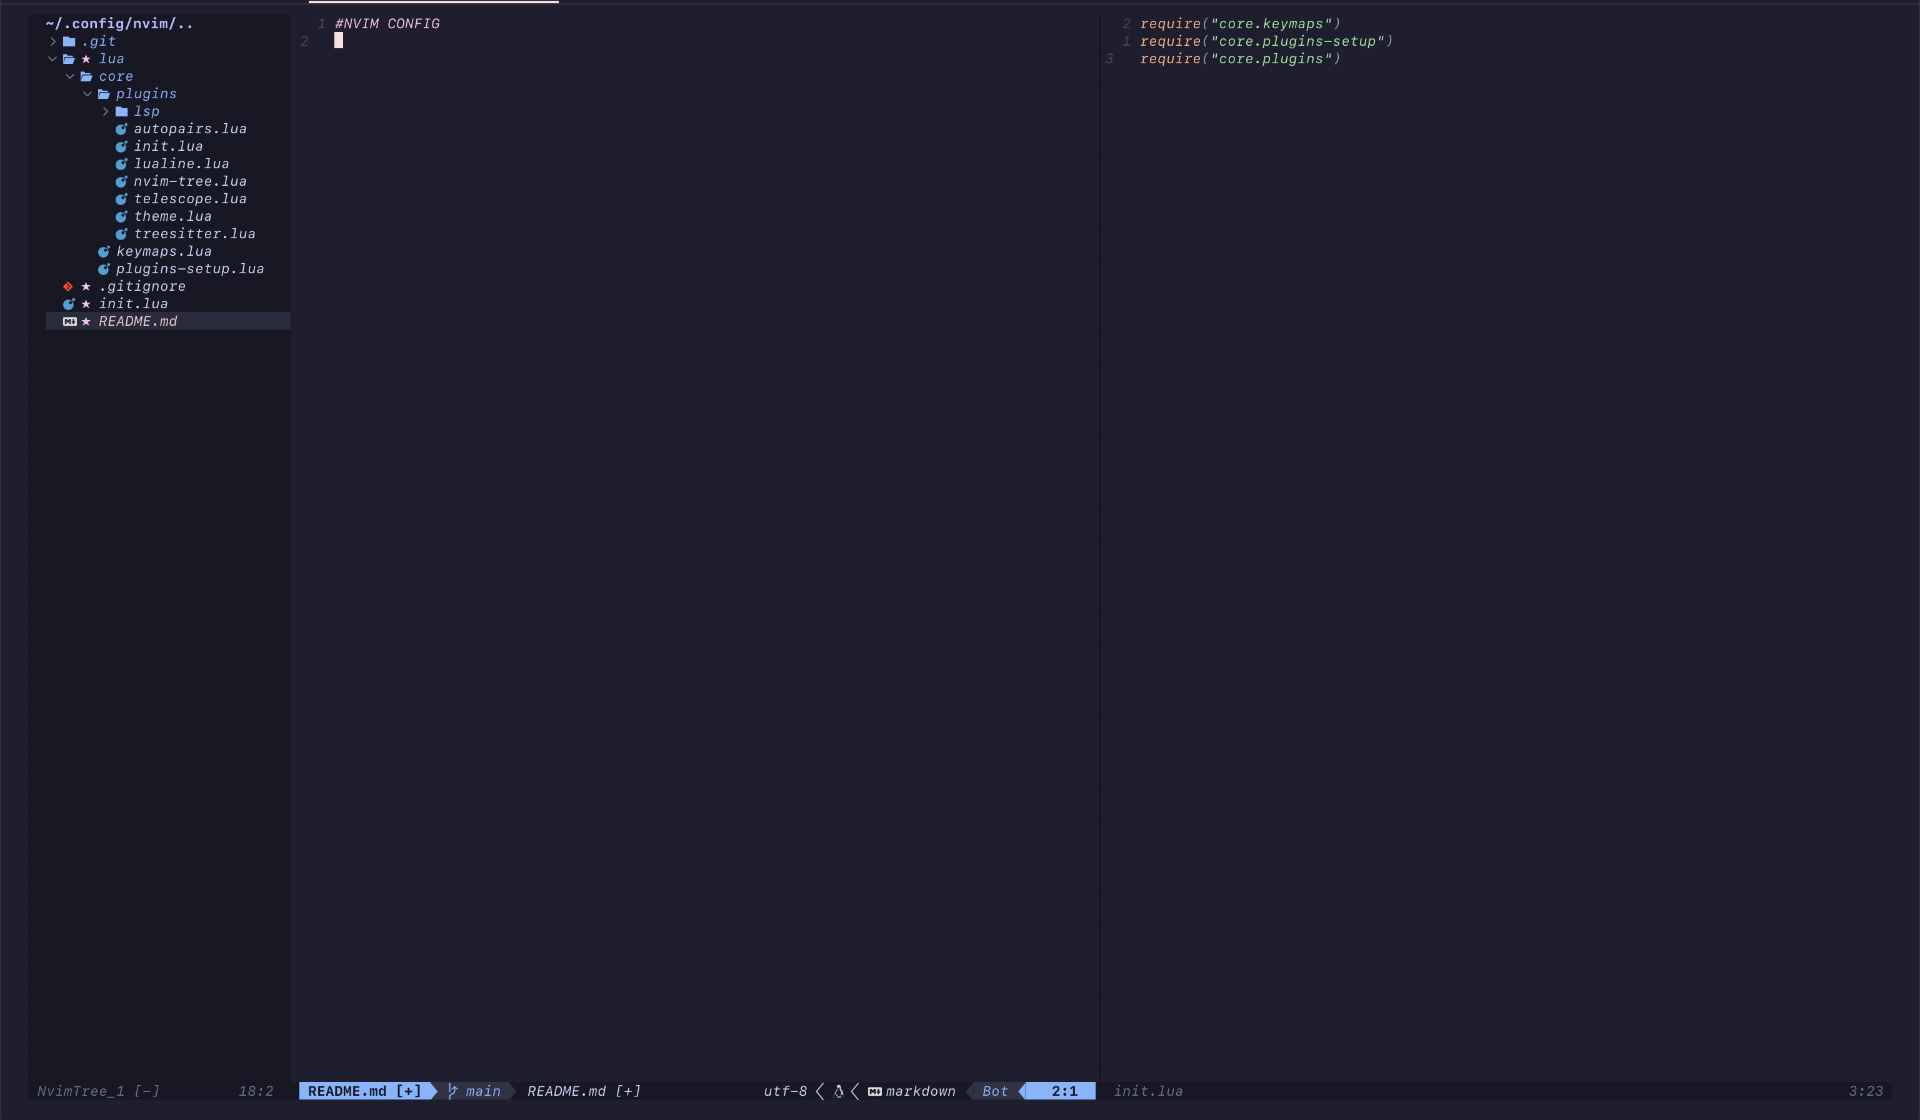 ~/.config/nvim/..
.git
lua
core
plugins
lsp
autopairs.lua
init.lua
lualine.lua
nvim-tree.lua
telescope.lua
theme.lua
treesitter.lua
keymaps.lua
plugins-setup.lua
.gitignore
init.lua
README.md
1 #NVIM CONFIG
2
2 require("core.keymaps")
1 require("core.plugins-setup")
3 require("core.plugins")
NvimTree_1 [-] 18:2
README.md [+] main README.md [+] utf-8 markdown Bot 2:1
init.lua 3:23